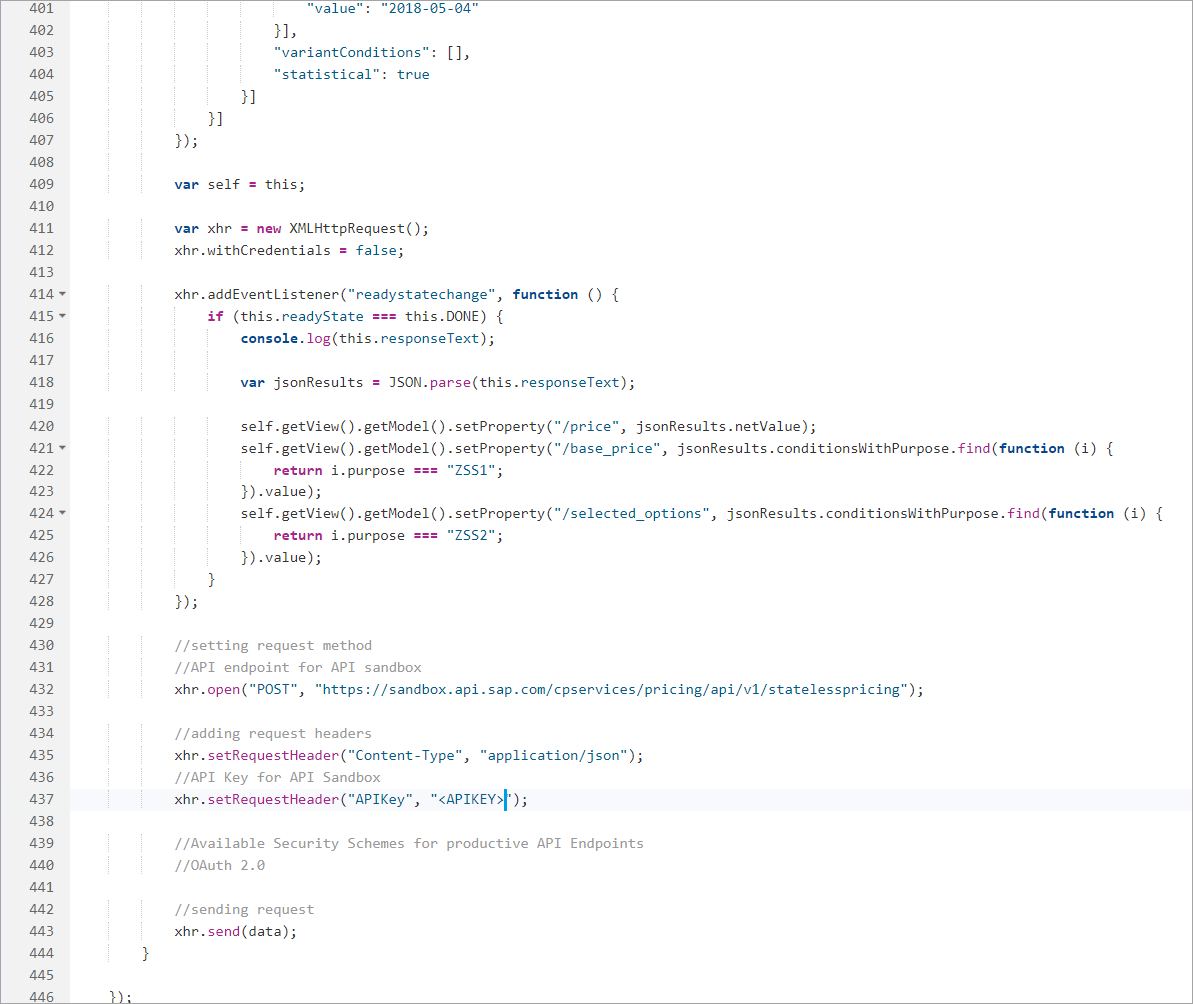 401                             "value": "2018-05-04"
402                         }],
403                         "variantConditions": [],
404                         "statistical": true
405                     }]
406                 }]
407             });
408
409             var self = this;
410
411             var xhr = new XMLHttpRequest();
412             xhr.withCredentials = false;
413
414             xhr.addEventListener("readystatechange", function () {
415                 if (this.readyState === this.DONE) {
416                     console.log(this.responseText);
417
418                     var jsonResults = JSON.parse(this.responseText);
419
420                     self.getView().getModel().setProperty("/price", jsonResults.netValue);
421                     self.getView().getModel().setProperty("/base_price", jsonResults.conditionsWithPurpose.find(function (i) {
422                         return i.purpose === "ZSS1";
423                     }).value);
424                     self.getView().getModel().setProperty("/selected_options", jsonResults.conditionsWithPurpose.find(function (i) {
425                         return i.purpose === "ZSS2";
426                     }).value);
427                 }
428             });
429
430             //setting request method
431             //API endpoint for API sandbox
432             xhr.open("POST", "https://sandbox.api.sap.com/cpservices/pricing/api/v1/statelesspricing");
433
434             //adding request headers
435             xhr.setRequestHeader("Content-Type", "application/json");
436             //API Key for API Sandbox
437             xhr.setRequestHeader("APIKey", "<APIKEY>");
438
439             //Available Security Schemes for productive API Endpoints
440             //OAuth 2.0
441
442             //sending request
443             xhr.send(data);
444         }
445
446     });